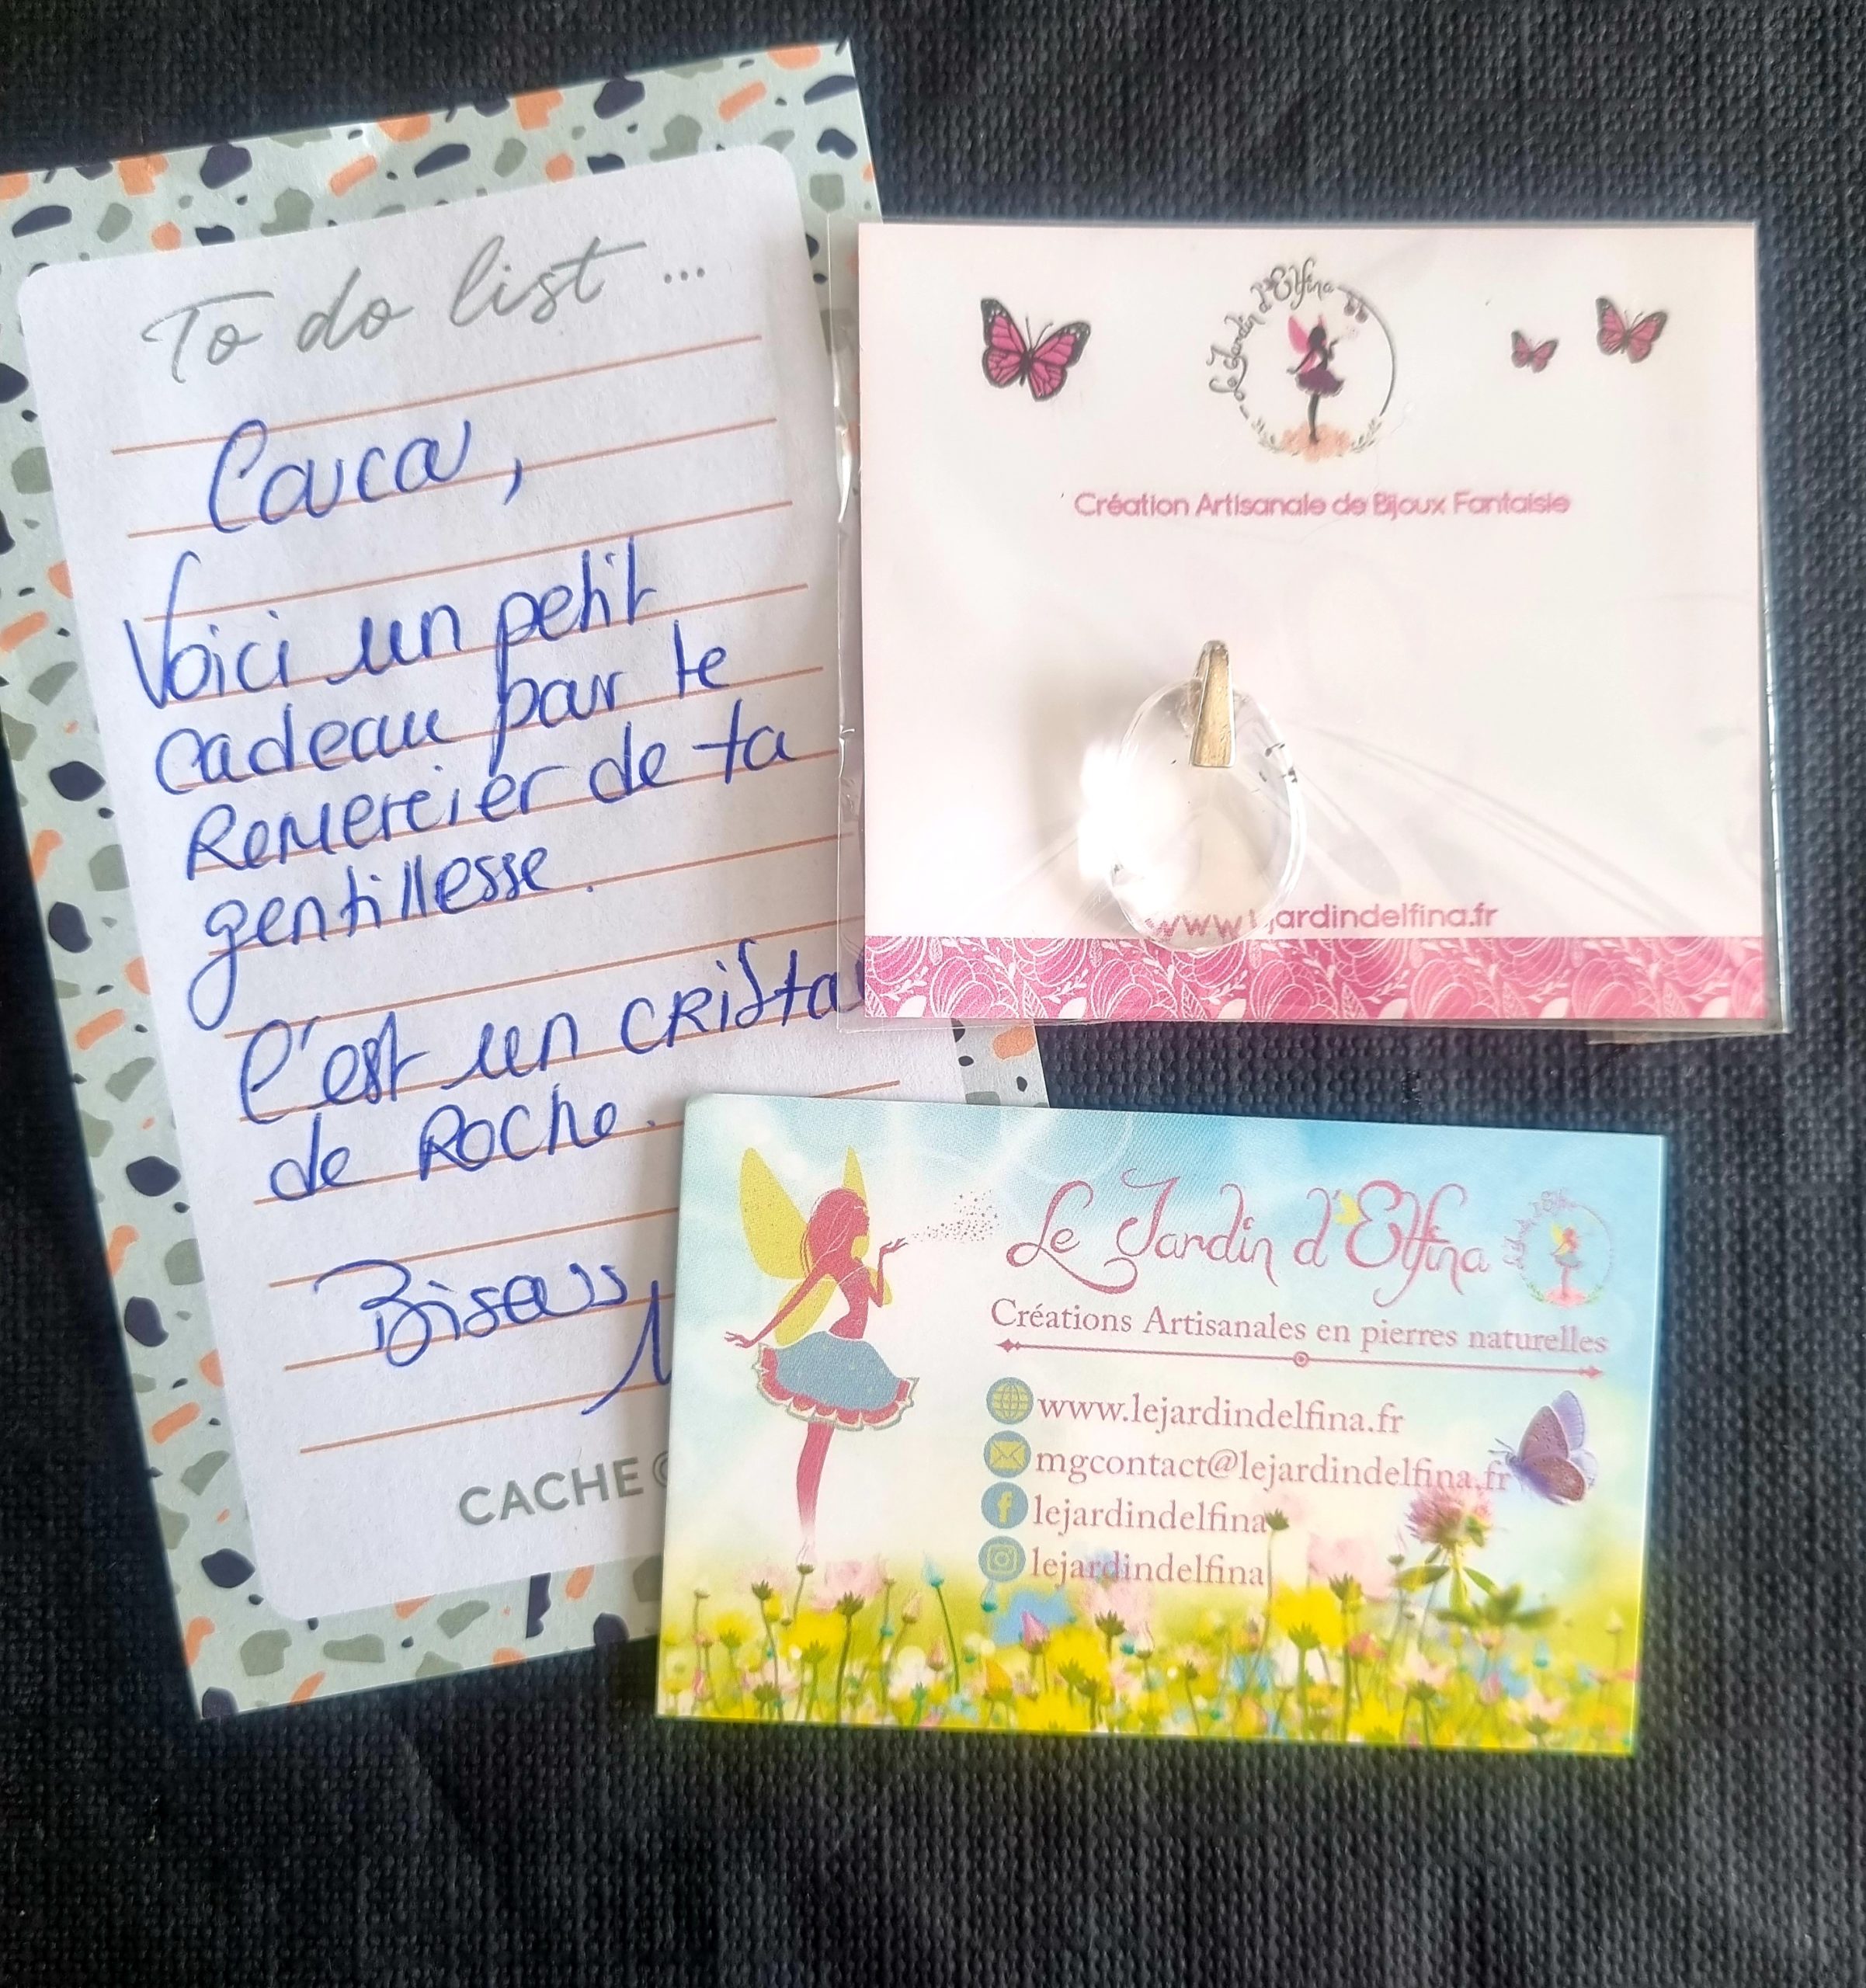 To do list ...
Coucou,
Voici un petit
cadeau pour te
Remercier de ta
gentillesse.
C'est un cristal
de Roche.
Bisous,
CACHE
Le Jardin d'Elfina
Création Artisanale de Bijoux Fantaisie
www.lejardindelfina.fr
Le Jardin d'Elfina
Créations Artisanales en pierres naturelles
www.lejardindelfina.fr
mgcontact@lejardindelfina.fr
lejardindelfina
lejardindelfina